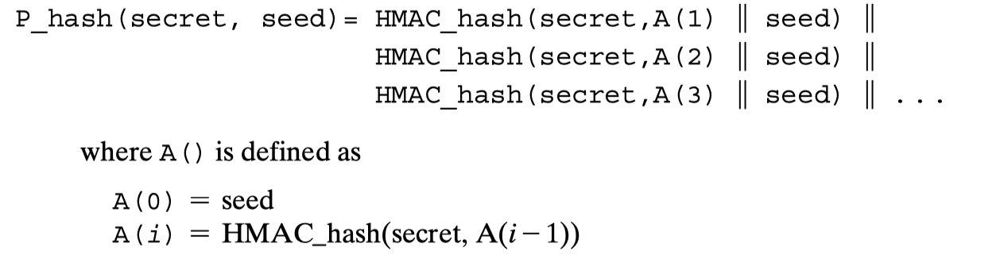 P_hash(secret, seed)= HMAC_hash(secret,A(1) ‖ seed) ‖
HMAC_hash(secret,A(2) ‖ seed) ‖
HMAC_hash(secret,A(3) ‖ seed) ‖ ...
where A() is defined as
A(0) = seed
A(i) = HMAC_hash(secret, A(i−1))